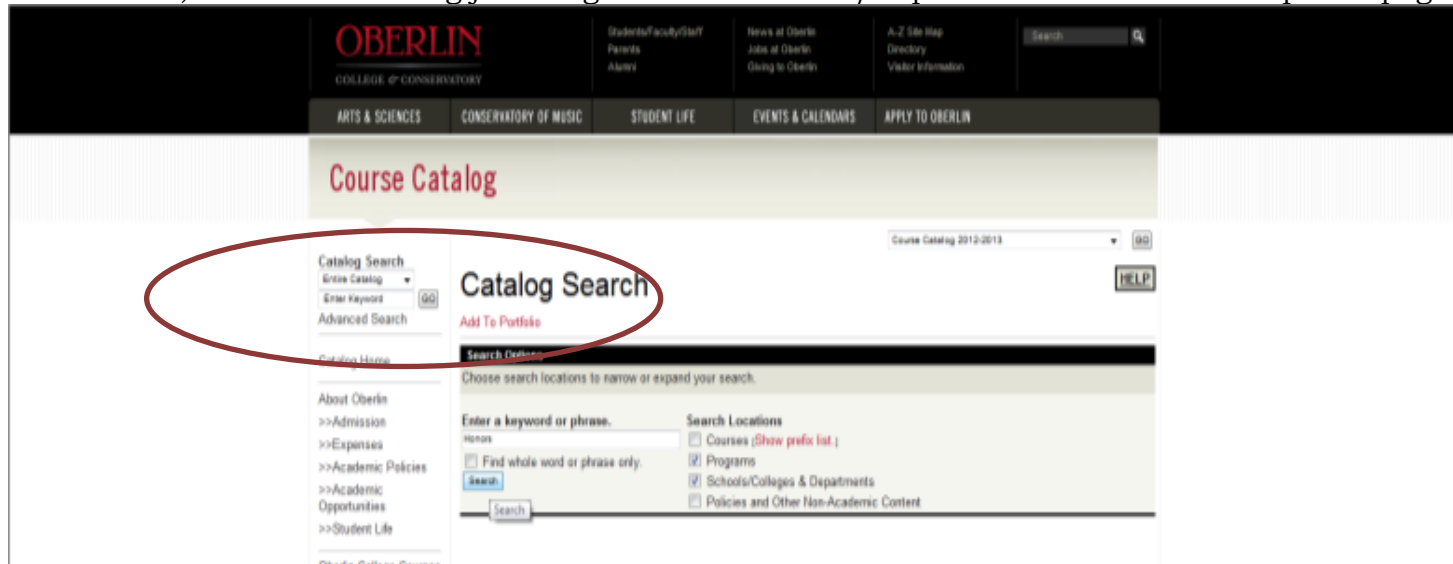 OBERLIN
COLLEGE & CONSERVATORY
Students/Faculty/Staff
Parents
Alumni
News at Oberlin
Jobs at Oberlin
Giving to Oberlin
A-Z Site Map
Directory
Visitor Information
Search
ARTS & SCIENCES CONSERVATORY OF MUSIC STUDENT LIFE EVENTS & CALENDARS APPLY TO OBERLIN
Course Catalog
Course Catalog 2012-2013 GO
Catalog Search
Entire Catalog
Enter Keyword GO
Advanced Search
Catalog Home
About Oberlin
>>Admission
>>Expenses
>>Academic Policies
>>Academic
Opportunities
>>Student Life
Oberlin College Courses
Catalog Search
HELP
Add To Portfolio
Search Options
Choose search locations to narrow or expand your search.
Enter a keyword or phrase.
Honors
Find whole word or phrase only.
Search
Search
Search Locations
Courses (Show prefix list.)
Programs
Schools/Colleges & Departments
Policies and Other Non-Academic Content